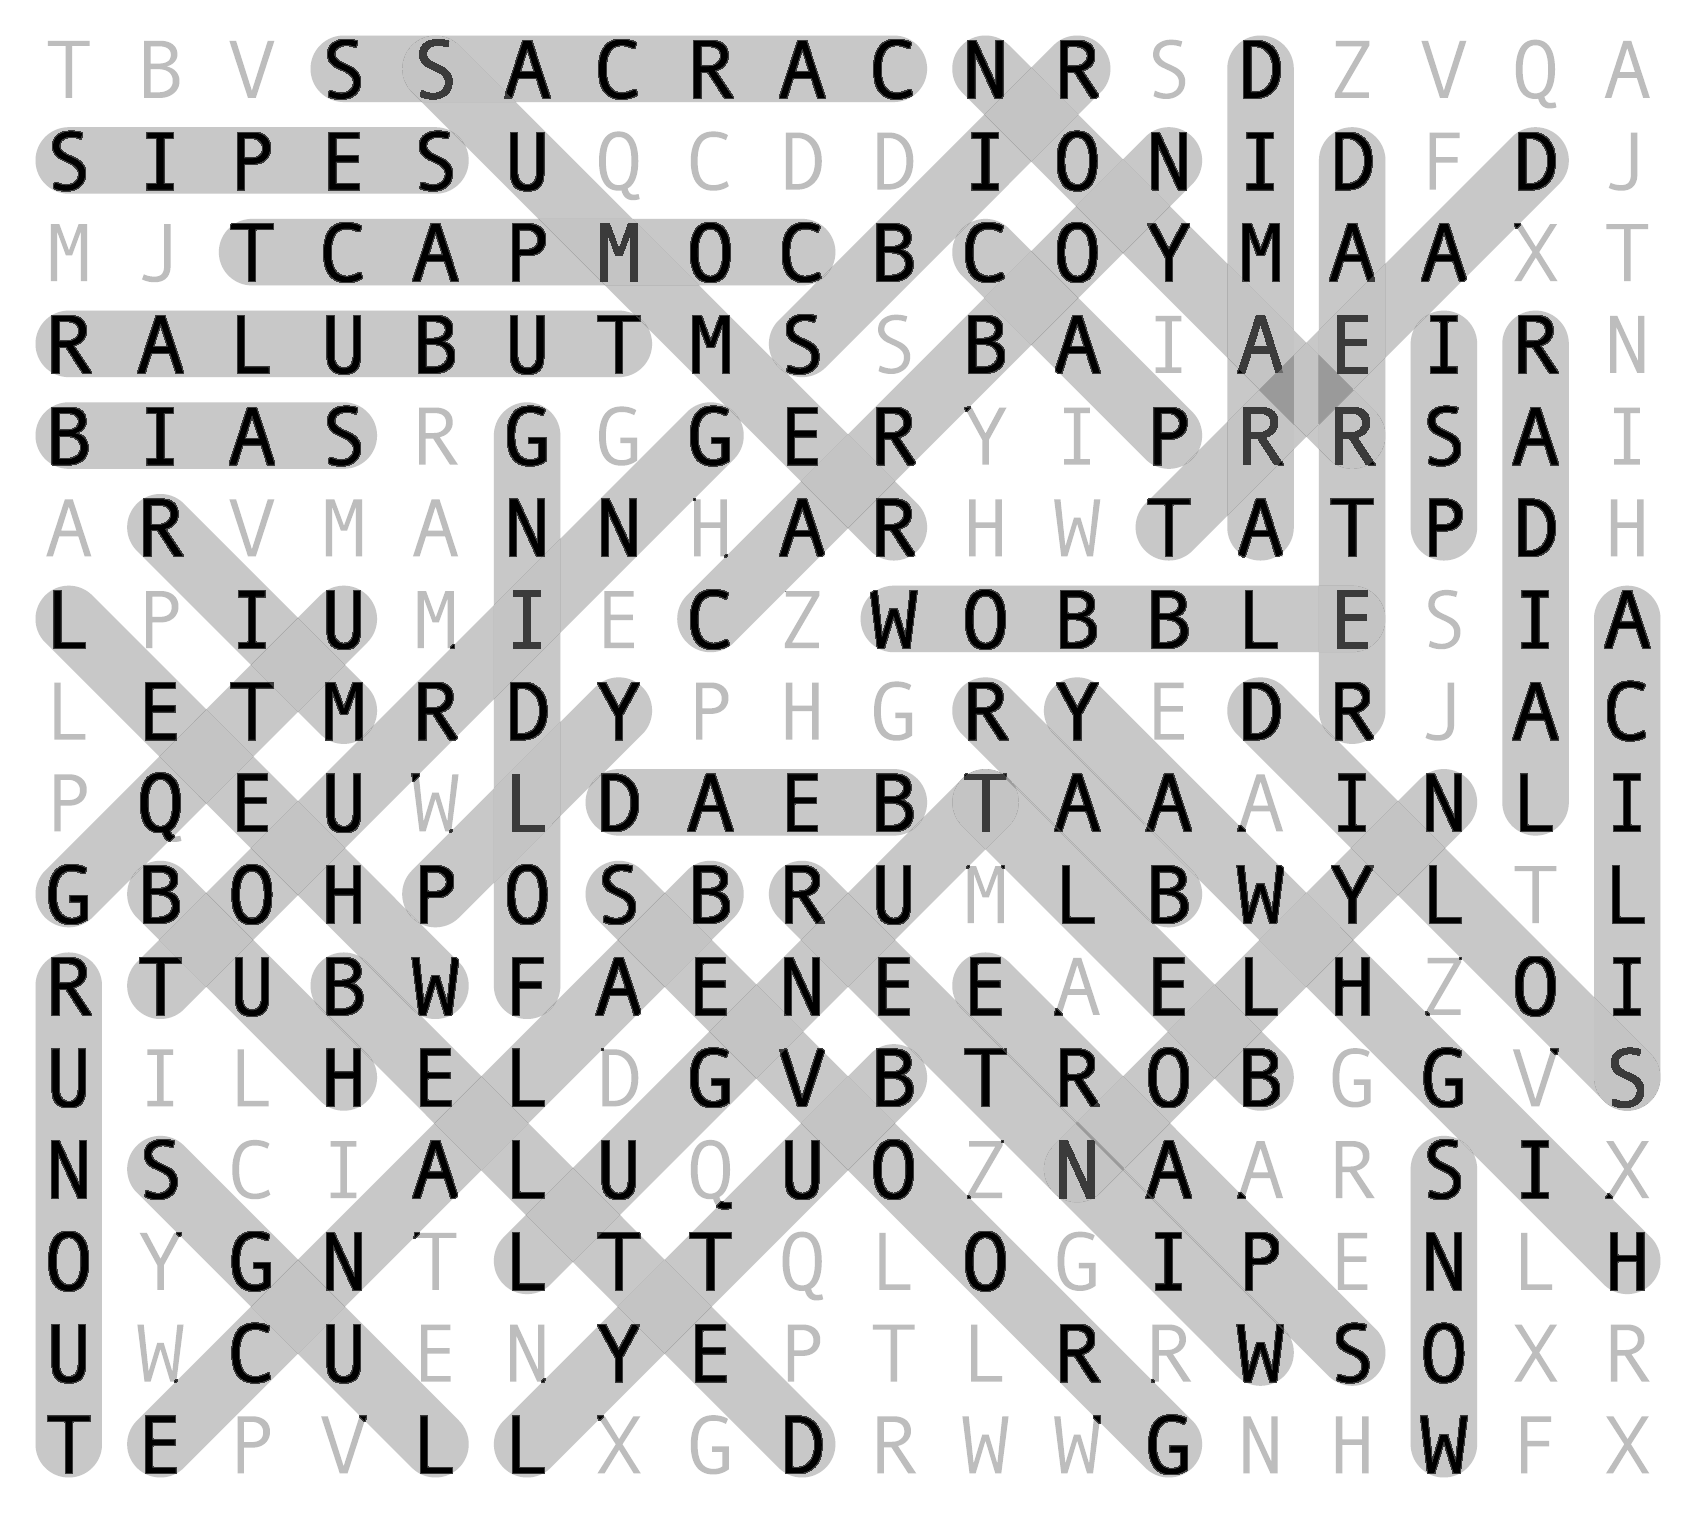 T B V S S A C R A C N R S D Z V Q A
S I P E S U Q C D D I O N I D F D J
M J T C A P M O C B C O Y M A A X T
R A L U B U T M S S B A I A E I R N
B I A S R G G G E R Y I P R R S A I
A R V M A N N H A R H W T A T P D H
L P I U M I E C Z W O B B L E S I A
L E T M R D Y P H G R Y E D R J A C
P Q E U W L D A E B T A A A I N L I
G B O H P O S B R U M L B W Y L T L
R T U B W F A E N E E A E L H Z O I
U I L H E L D G V B T R O B G G V S
N S C I A L U Q U O Z N A A R S I X
O Y G N T L T T Q L O G I P E N L H
U W C U E N Y E P T L R R W S O X R
T E P V L L X G D R W W G N H W F X